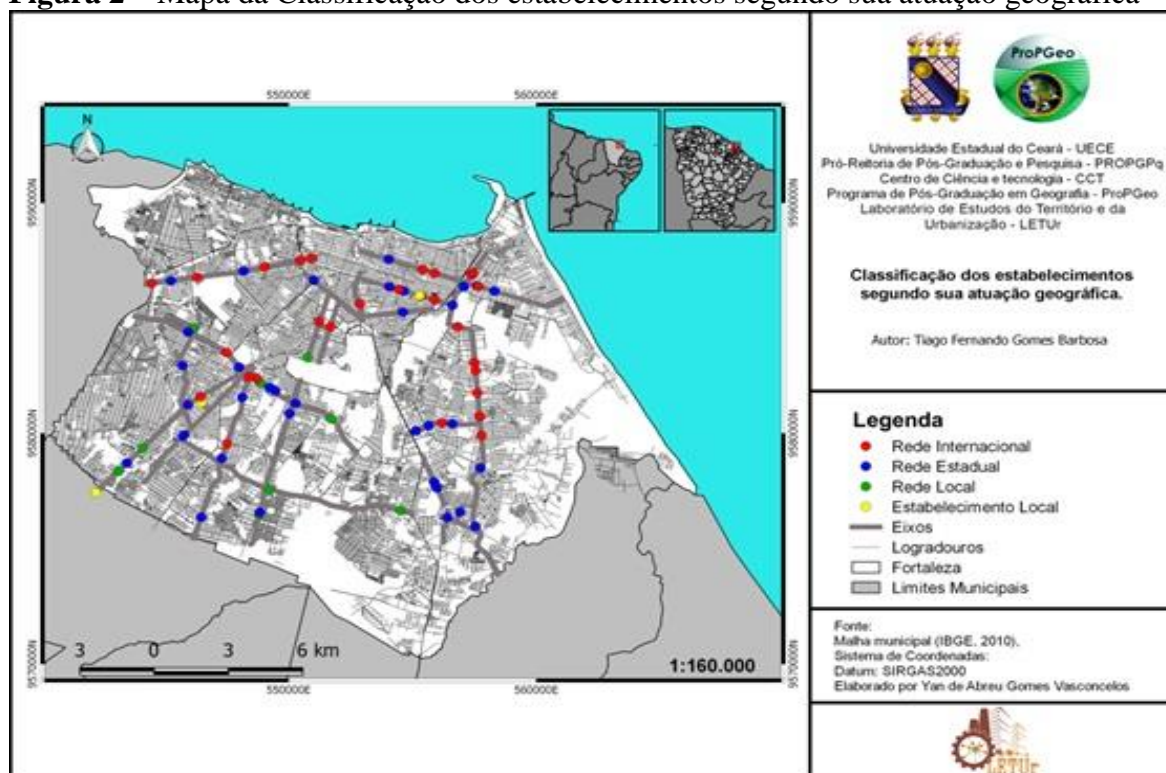 Figura 2 – Mapa da Classificação dos estabelecimentos segundo sua atuação geográfica
550000E
560000E
N
9590000N
9590000N
9580000N
9580000N
9570000N
9570000N
3 0 3 6 km
1:160.000
550000E
560000E
ProPGeo
Universidade Estadual do Ceará - UECE
Pró-Reitoria de Pós-Graduação e Pesquisa - PROPGPq
Centro de Ciência e tecnologia - CCT
Programa de Pós-Graduação em Geografia - ProPGeo
Laboratório de Estudos do Território e da
Urbanização - LETUr
Classificação dos estabelecimentos
segundo sua atuação geográfica.
Autor: Tiago Fernando Gomes Barbosa
Legenda
Rede Internacional
Rede Estadual
Rede Local
Estabelecimento Local
Eixos
Logradouros
Fortaleza
Limites Municipais
Fonte:
Malha municipal (IBGE, 2010),
Sistema de Coordenadas:
Datum: SIRGAS2000
Elaborado por Yan de Abreu Gomes Vasconcelos
LETUr